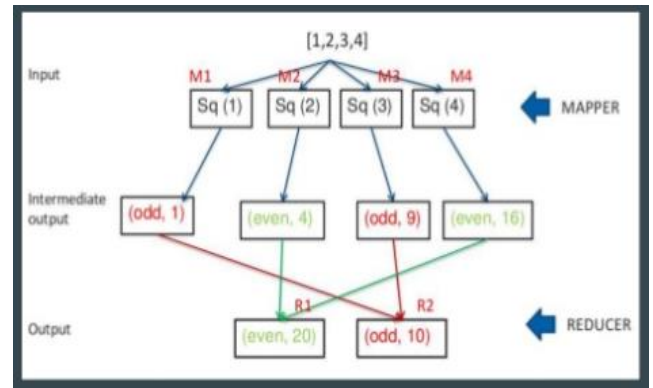 [1,2,3,4]
Input
M1 M2 M3 M4
Sq (1) Sq (2) Sq (3) Sq (4)
MAPPER
Intermediate
output
(odd, 1) (even, 4) (odd, 9) (even, 16)
R1 R2
Output
(even, 20) (odd, 10)
REDUCER